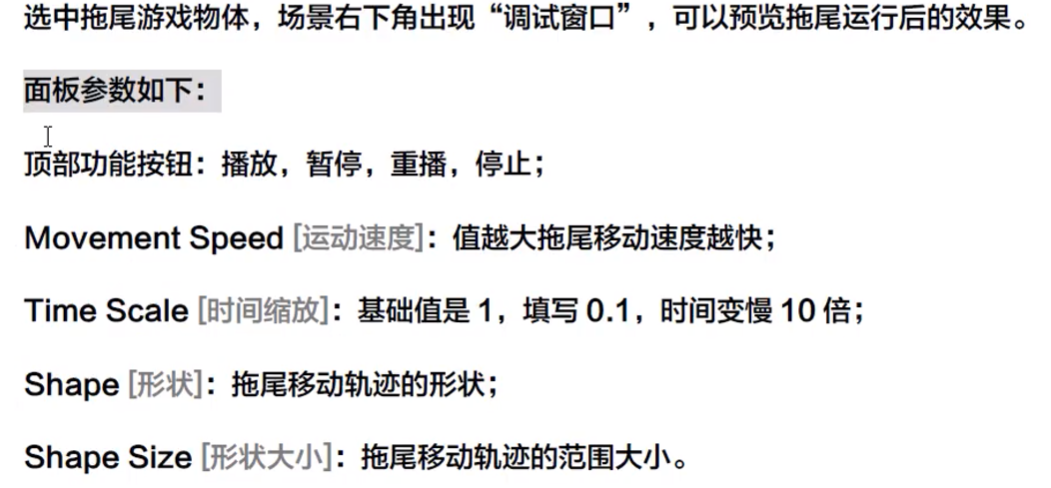 选中拖尾游戏物体，场景右下角出现“调试窗口”，可以预览拖尾运行后的效果。
面板参数如下：
顶部功能按钮：播放，暂停，重播，停止；
Movement Speed [运动速度]：值越大拖尾移动速度越快；
Time Scale [时间缩放]：基础值是 1，填写 0.1，时间变慢 10 倍；
Shape [形状]：拖尾移动轨迹的形状；
Shape Size [形状大小]：拖尾移动轨迹的范围大小。